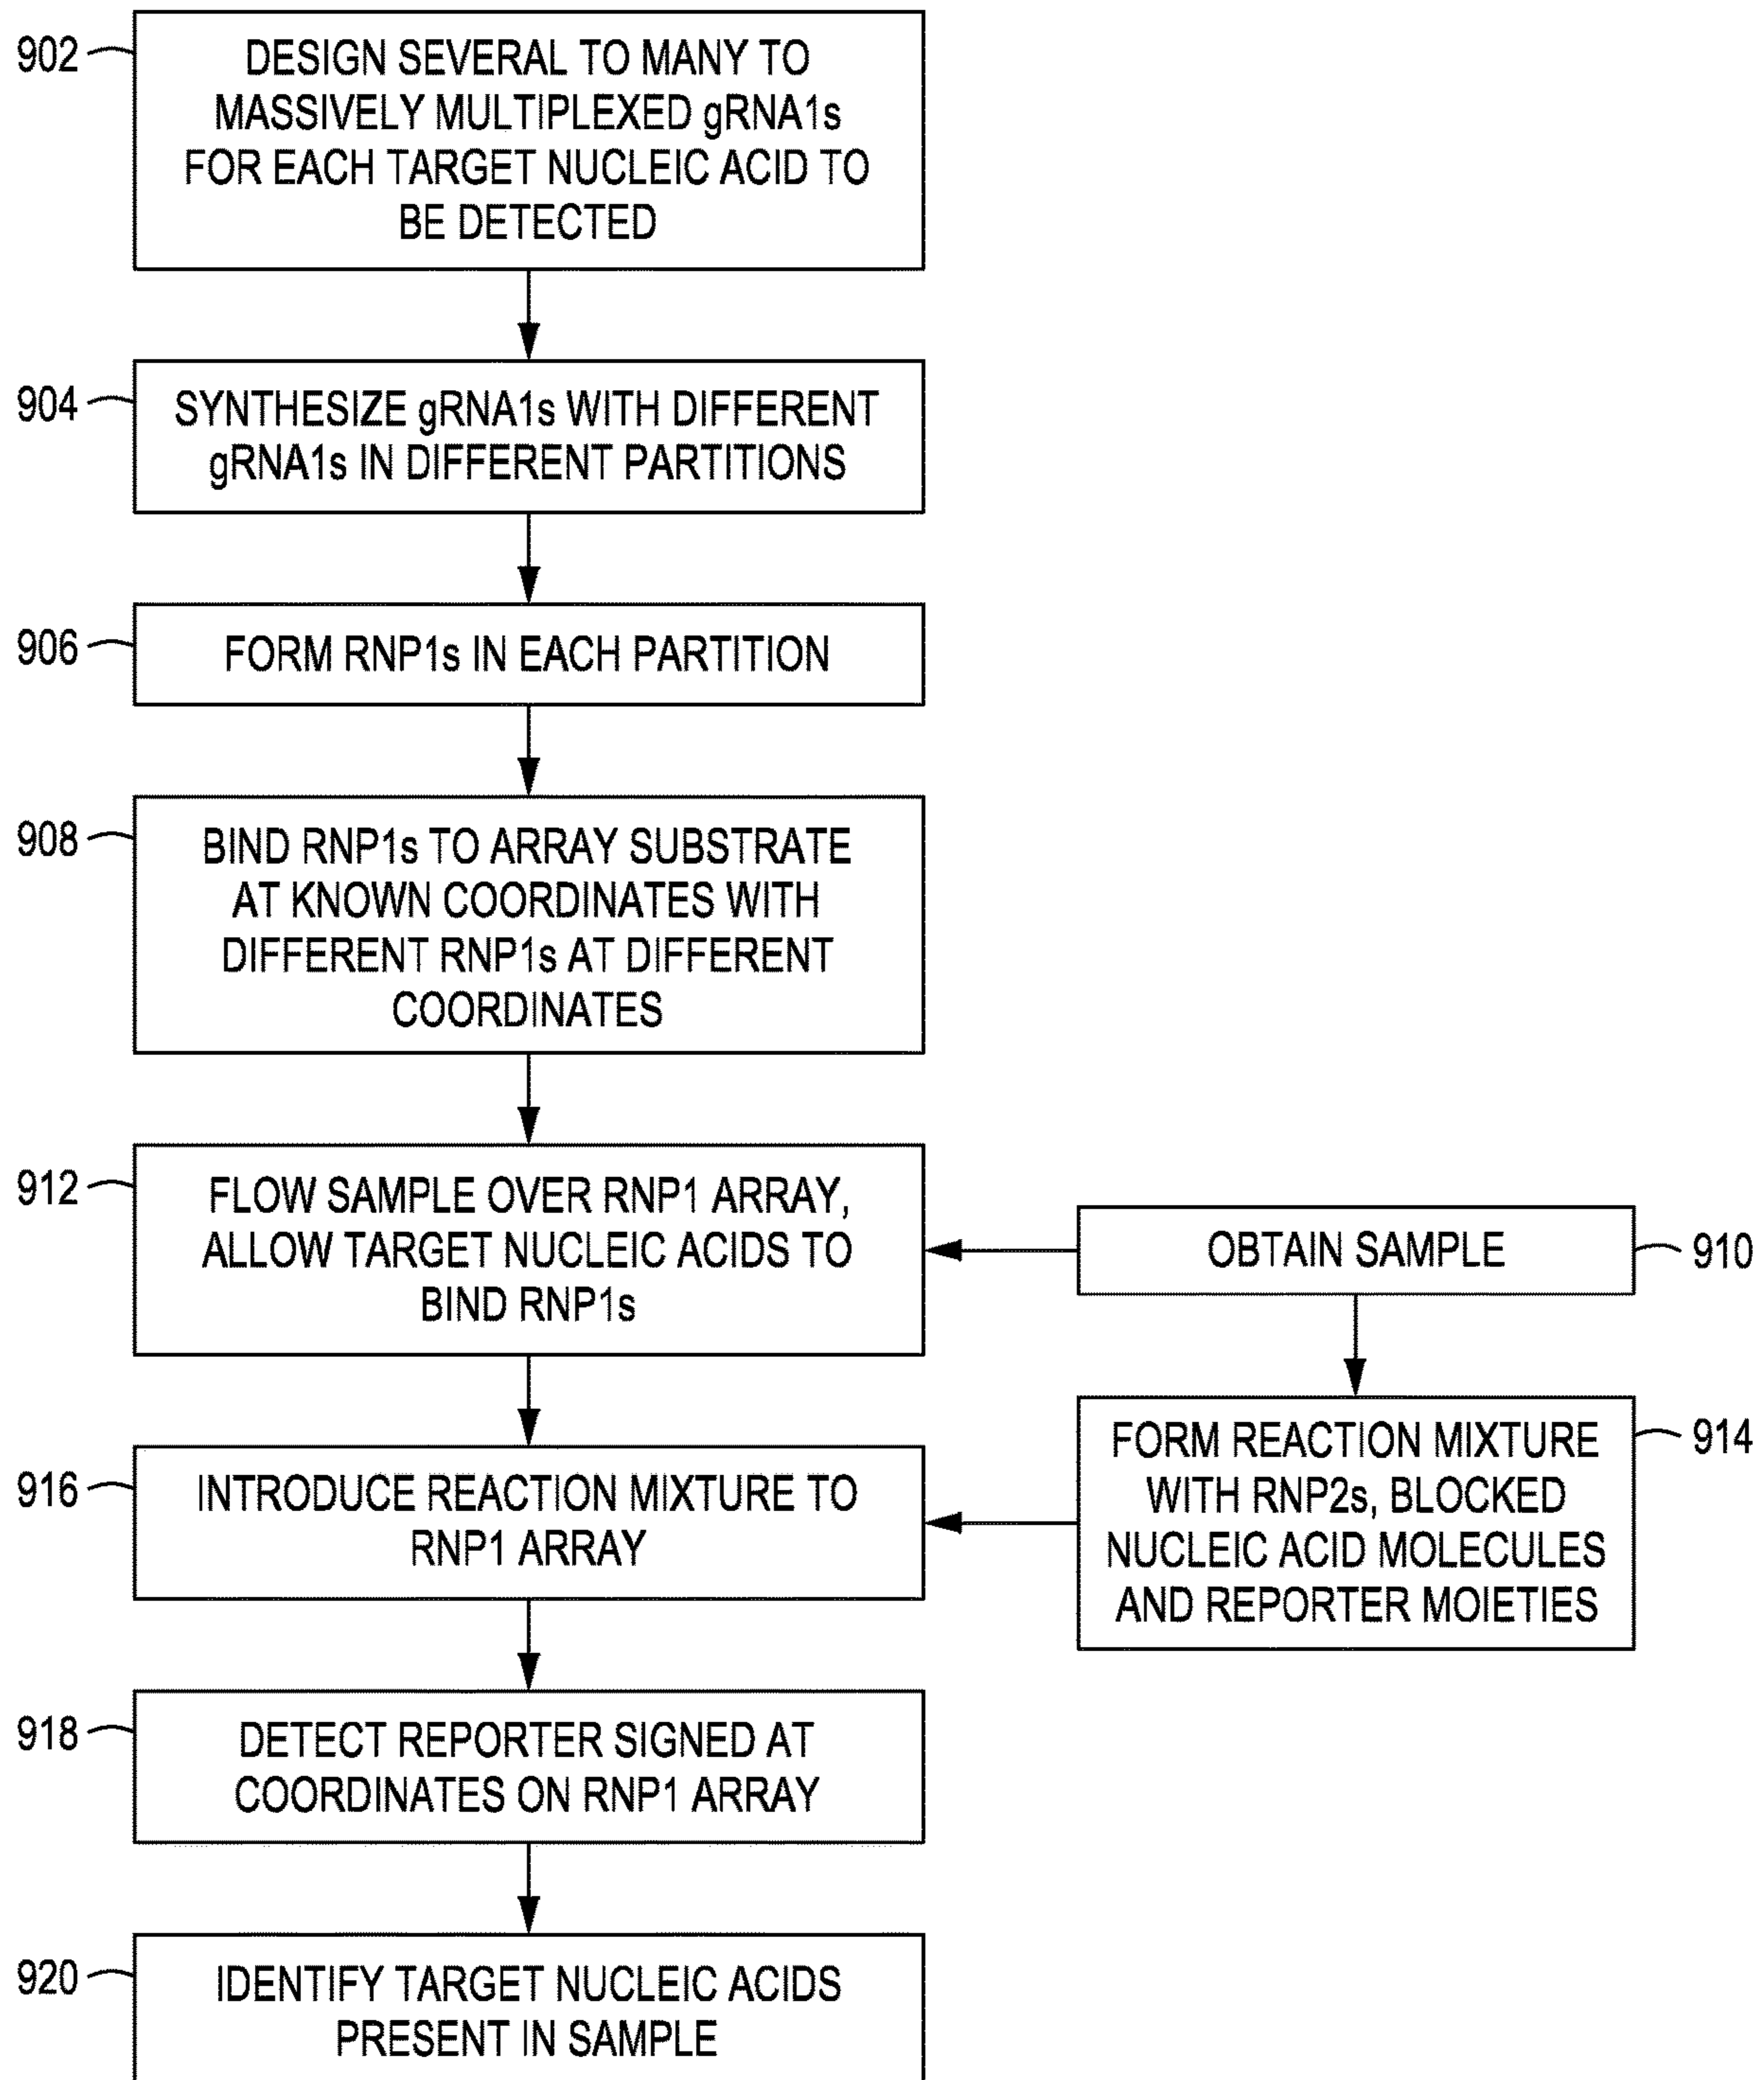 902
DESIGN SEVERAL TO MANY TO
MASSIVELY MULTIPLEXED gRNA1s
FOR EACH TARGET NUCLEIC ACID TO
BE DETECTED
904
SYNTHESIZE gRNA1s WITH DIFFERENT
gRNA1s IN DIFFERENT PARTITIONS
906
FORM RNP1s IN EACH PARTITION
908
BIND RNP1s TO ARRAY SUBSTRATE
AT KNOWN COORDINATES WITH
DIFFERENT RNP1s AT DIFFERENT
COORDINATES
912
FLOW SAMPLE OVER RNP1 ARRAY,
ALLOW TARGET NUCLEIC ACIDS TO
BIND RNP1s
OBTAIN SAMPLE
910
FORM REACTION MIXTURE
WITH RNP2s, BLOCKED
NUCLEIC ACID MOLECULES
AND REPORTER MOIETIES
914
916
INTRODUCE REACTION MIXTURE TO
RNP1 ARRAY
918
DETECT REPORTER SIGNED AT
COORDINATES ON RNP1 ARRAY
920
IDENTIFY TARGET NUCLEIC ACIDS
PRESENT IN SAMPLE